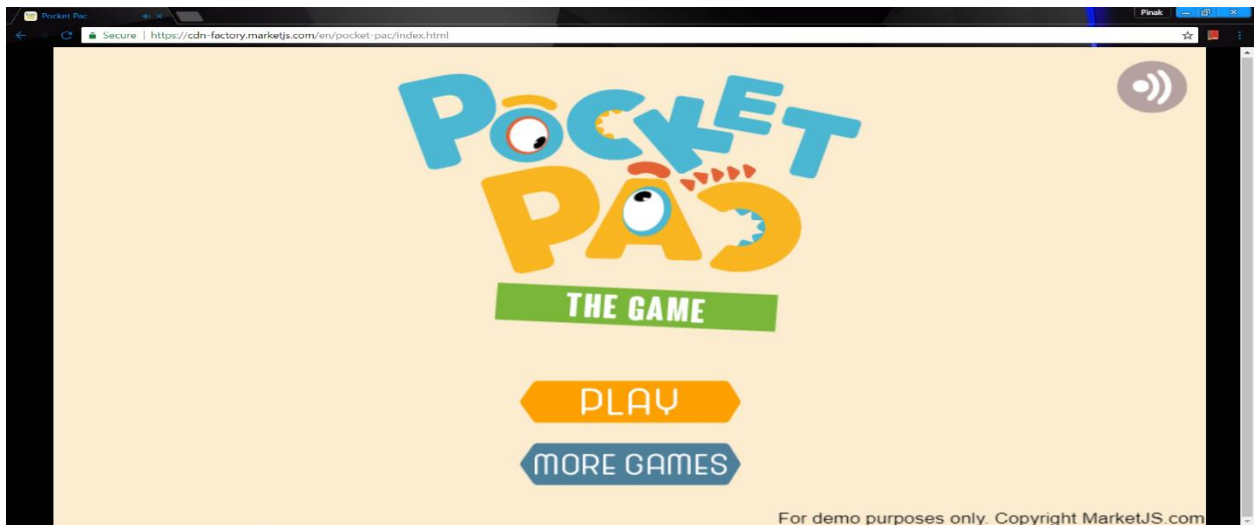 Pocket Pac
Pinak
Secure | https://cdn-factory.marketjs.com/en/pocket-pac/index.html
POCKET
PAC
THE GAME
PLAY
MORE GAMES
For demo purposes only. Copyright MarketJS.com